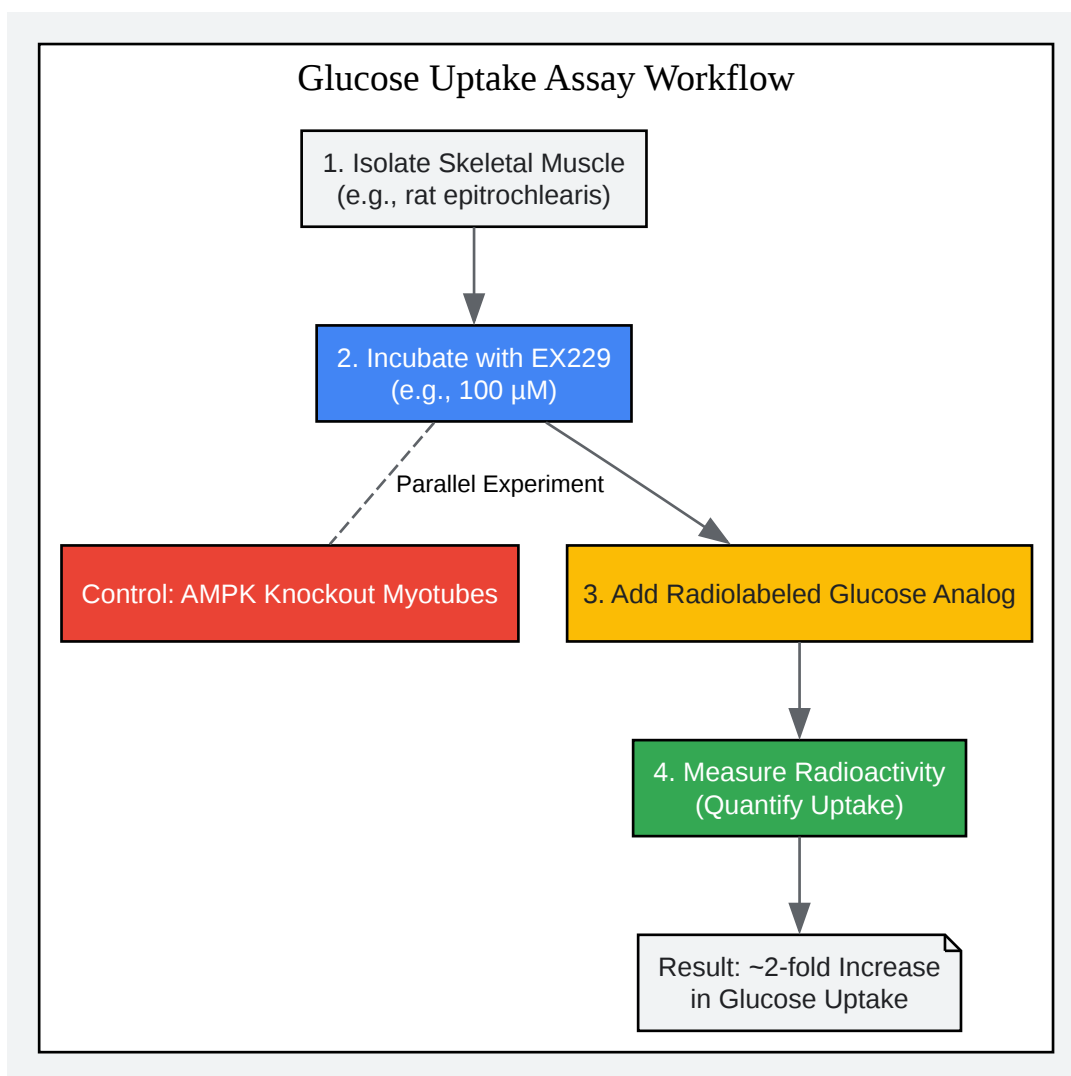 Glucose Uptake Assay Workflow
1. Isolate Skeletal Muscle
(e.g., rat epitrochlearis)
2. Incubate with EX229
(e.g., 100 µM)
Parallel Experiment
Control: AMPK Knockout Myotubes
3. Add Radiolabeled Glucose Analog
4. Measure Radioactivity
(Quantify Uptake)
Result: ~2-fold Increase
in Glucose Uptake